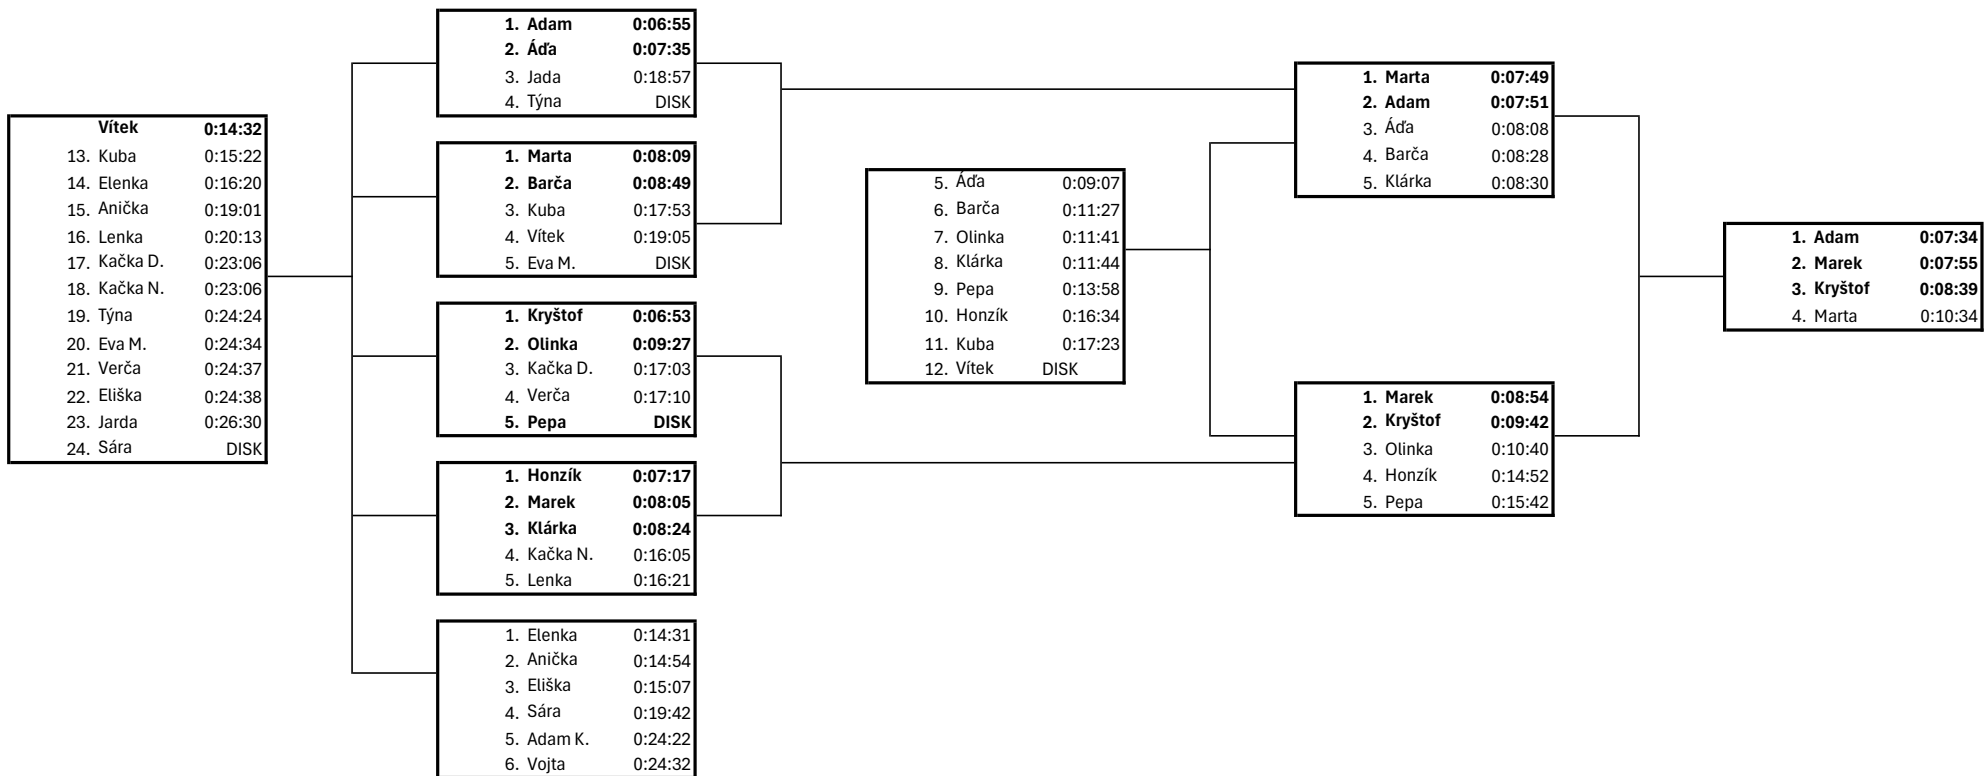 Vítek 0:14:32
13. Kuba 0:15:22
14. Elenka 0:16:20
15. Anička 0:19:01
16. Lenka 0:20:13
17. Kačka D. 0:23:06
18. Kačka N. 0:23:06
19. Týna 0:24:24
20. Eva M. 0:24:34
21. Verča 0:24:37
22. Eliška 0:24:38
23. Jarda 0:26:30
24. Sára DISK
1. Adam 0:06:55
2. Áďa 0:07:35
3. Jada 0:18:57
4. Týna DISK
1. Marta 0:08:09
2. Barča 0:08:49
3. Kuba 0:17:53
4. Vítek 0:19:05
5. Eva M. DISK
1. Kryštof 0:06:53
2. Olinka 0:09:27
3. Kačka D. 0:17:03
4. Verča 0:17:10
5. Pepa DISK
1. Honzík 0:07:17
2. Marek 0:08:05
3. Klárka 0:08:24
4. Kačka N. 0:16:05
5. Lenka 0:16:21
1. Elenka 0:14:31
2. Anička 0:14:54
3. Eliška 0:15:07
4. Sára 0:19:42
5. Adam K. 0:24:22
6. Vojta 0:24:32
5. Áďa 0:09:07
6. Barča 0:11:27
7. Olinka 0:11:41
8. Klárka 0:11:44
9. Pepa 0:13:58
10. Honzík 0:16:34
11. Kuba 0:17:23
12. Vítek DISK
1. Marta 0:07:49
2. Adam 0:07:51
3. Áďa 0:08:08
4. Barča 0:08:28
5. Klárka 0:08:30
1. Marek 0:08:54
2. Kryštof 0:09:42
3. Olinka 0:10:40
4. Honzík 0:14:52
5. Pepa 0:15:42
1. Adam 0:07:34
2. Marek 0:07:55
3. Kryštof 0:08:39
4. Marta 0:10:34